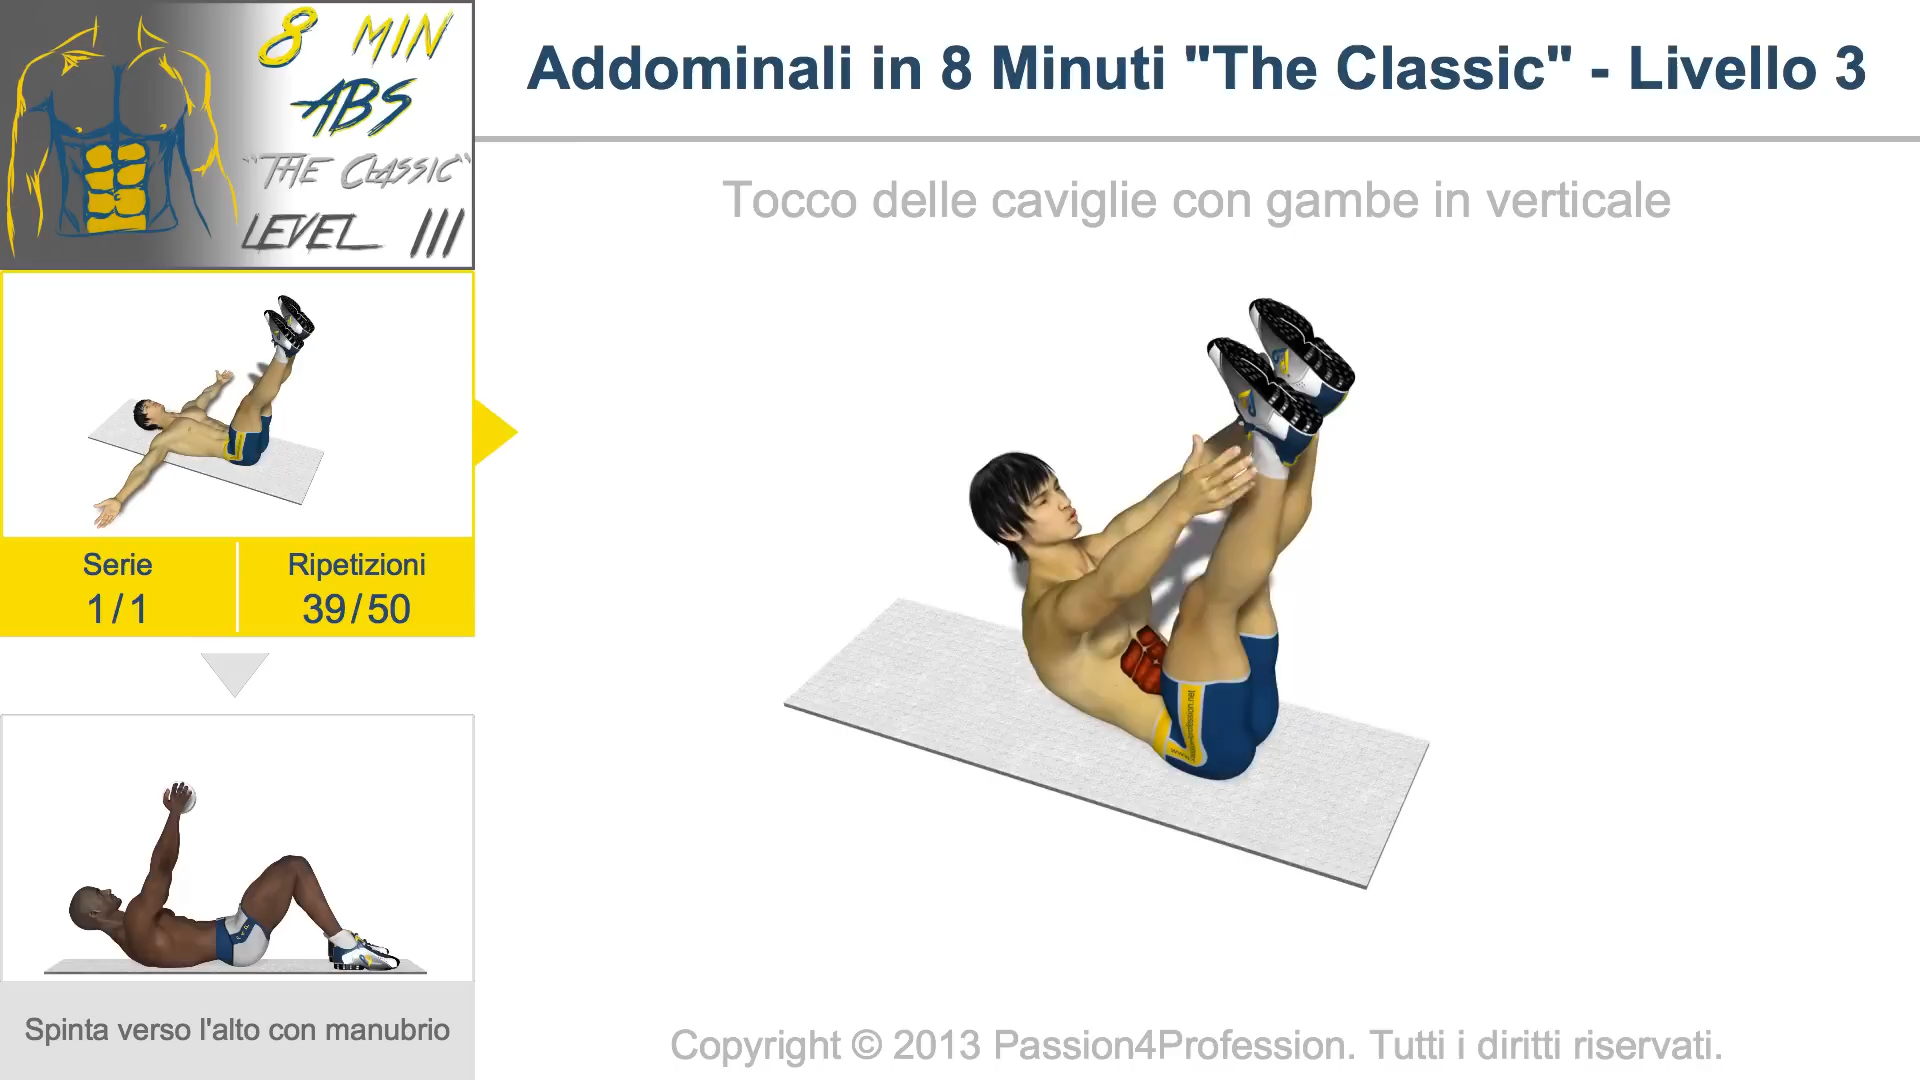 8 MIN
ABS
"THE CLASSIC"
LEVEL III
Addominali in 8 Minuti "The Classic" - Livello 3
Tocco delle caviglie con gambe in verticale
Serie
1/1
Ripetizioni
39/50
Spinta verso l'alto con manubrio
Copyright © 2013 Passion4Profession. Tutti i diritti riservati.